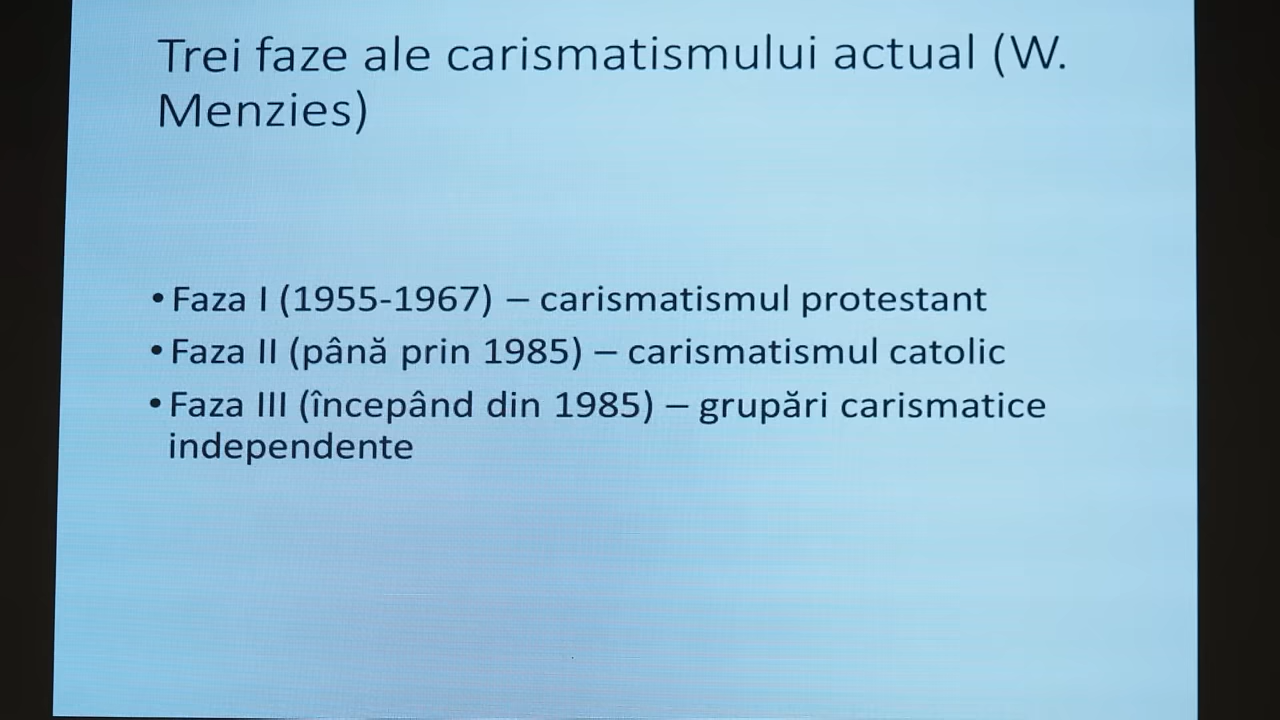 Trei faze ale carismatismului actual (W.
Menzies)
• Faza I (1955-1967) – carismatismul protestant
• Faza II (până prin 1985) – carismatismul catolic
• Faza III (începând din 1985) – grupări carismatice
independente